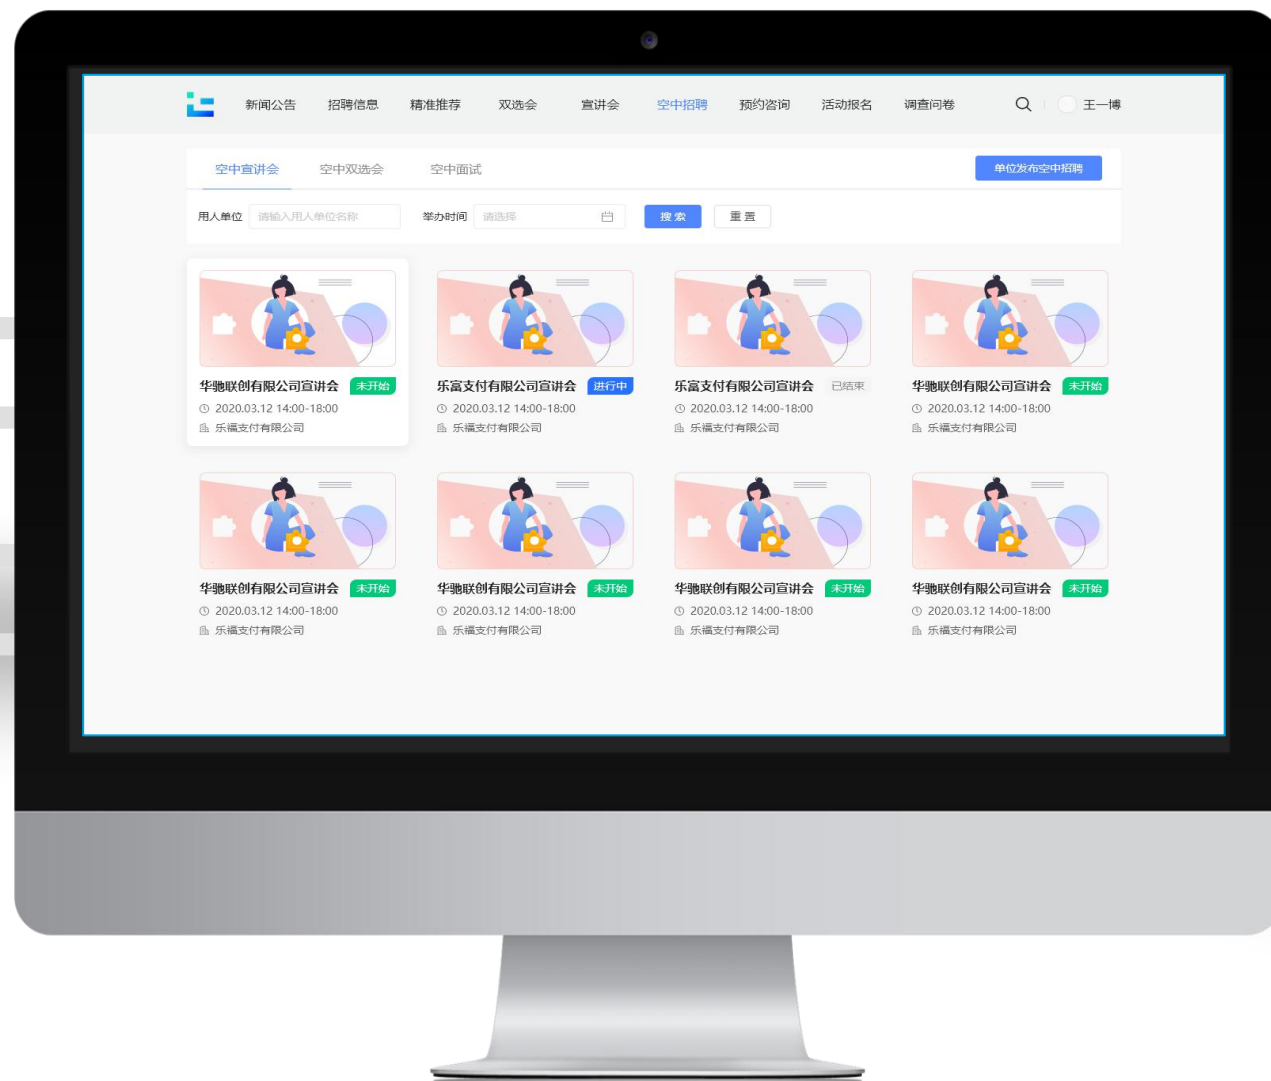 新闻公告 招聘信息 精准推荐 双选会 宣讲会 空中招聘 预约咨询 活动报名 调查问卷 王一博
空中宣讲会 空中双选会 空中面试 单位发布空中招聘
用人单位 请输入用人单位名称 举办时间 请选择 搜索 重置
华驰联创有限公司宣讲会 未开始 乐富支付有限公司宣讲会 进行中 乐富支付有限公司宣讲会 已结束 华驰联创有限公司宣讲会 未开始
2020.03.12 14:00-18:00 2020.03.12 14:00-18:00 2020.03.12 14:00-18:00 2020.03.12 14:00-18:00
乐福支付有限公司 乐福支付有限公司 乐福支付有限公司 乐福支付有限公司
华驰联创有限公司宣讲会 未开始 华驰联创有限公司宣讲会 未开始 华驰联创有限公司宣讲会 未开始 华驰联创有限公司宣讲会 未开始
2020.03.12 14:00-18:00 2020.03.12 14:00-18:00 2020.03.12 14:00-18:00 2020.03.12 14:00-18:00
乐福支付有限公司 乐福支付有限公司 乐福支付有限公司 乐福支付有限公司